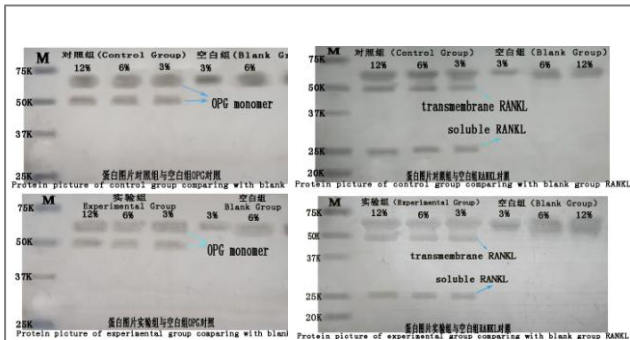 M 对照组(Control Group) 空白组(Blank Gr
12% 6% 3% 3% 6%
75K
50K
OPG monomer
37K
25K
蛋白图片对照组与空白组OPG对照
Protein picture of control group comparing with blank
M 对照组(Control Group) 空白组(Blank Group)
12% 6% 3% 3% 6% 12%
75K
50K
transmembrane RANKL
37K
soluble RANKL
25K
20K
蛋白图片对照组与空白组RANKL对照
Protein picture of control group comparing with blank group RANKL
M 实验组 空白组
Experimental Group Blank Group
12% 6% 3% 3% 6%
75K
50K
OPG monomer
37K
25K
蛋白图片实验组与空白组OPG对照
Protein picture of experimental group comparing with blank
M 实验组(Experimental Group) 空白组(Blank Group)
12% 6% 3% 3% 6% 12%
75K
50K
37K
transmembrane RANKL
soluble RANKL
25K
20K
蛋白图片实验组与空白组RANKL对照
Protein picture of experimental group comparing with blank group RANKL